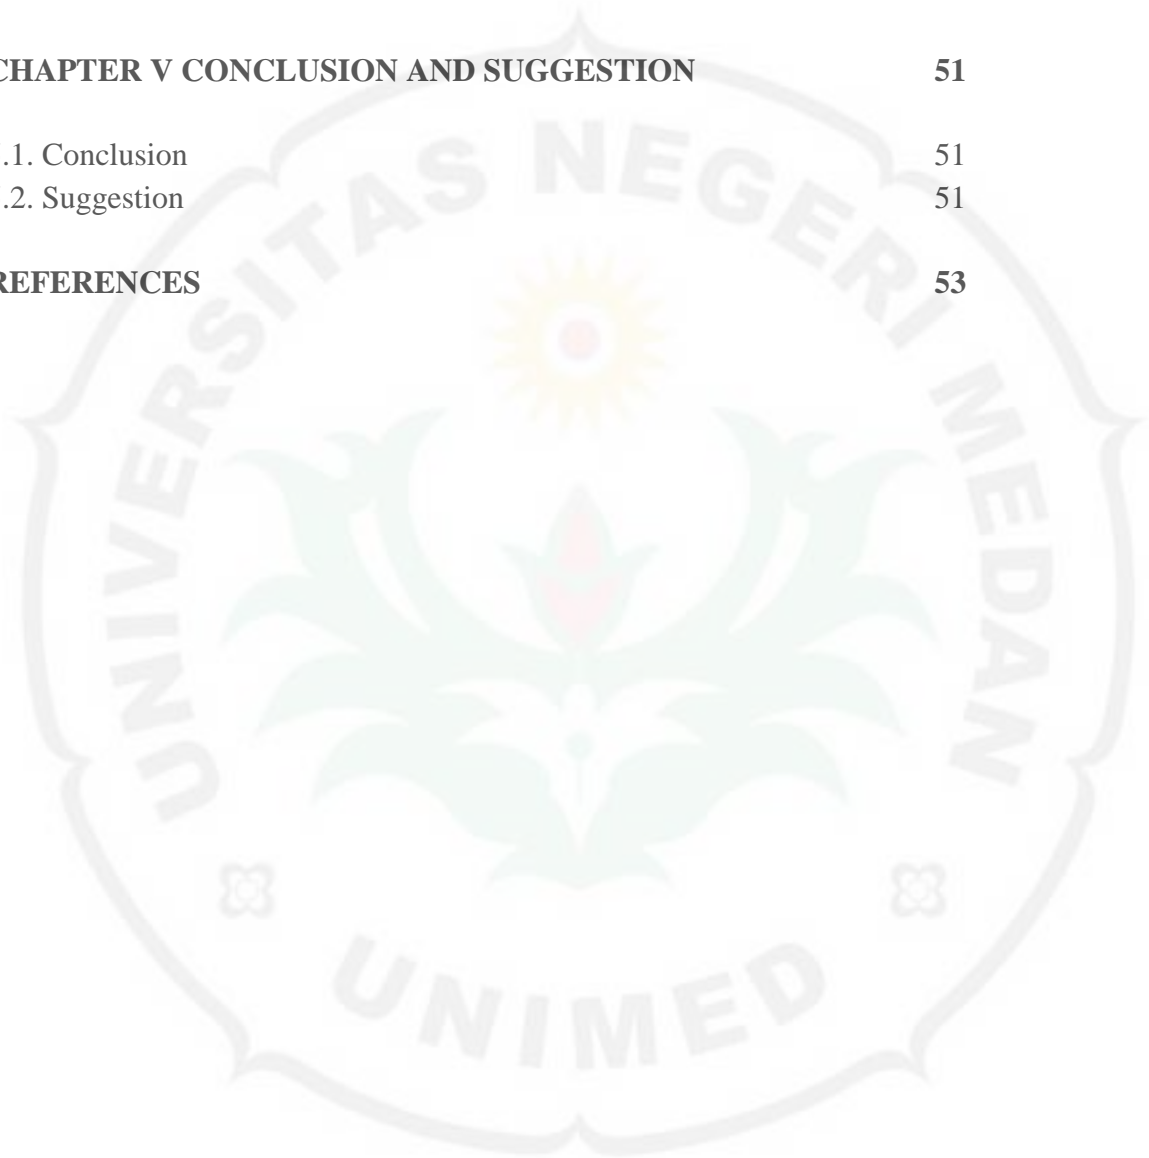 CHAPTER V CONCLUSION AND SUGGESTION 51
.1. Conclusion 51
.2. Suggestion 51
REFERENCES 53
UNIVERSITAS NEGERI MEDAN
UNIMED